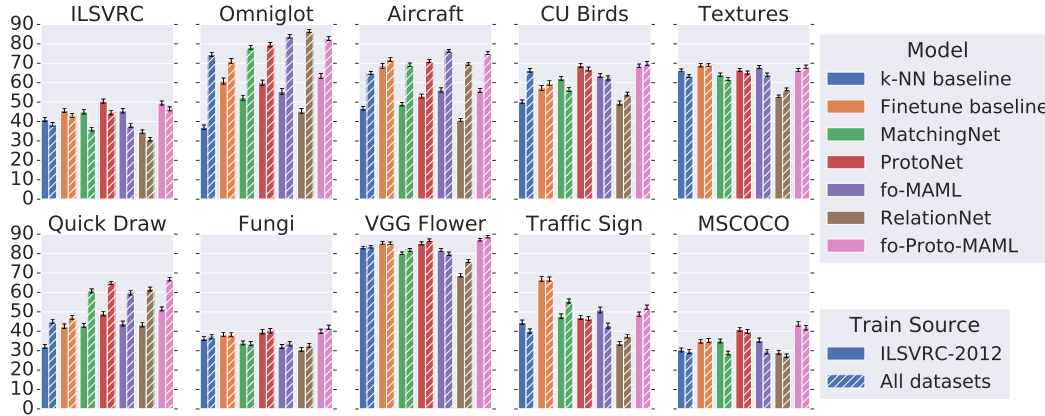 ILSVRC
Omniglot
Aircraft
CU Birds
Textures
90
80
70
60
50
40
30
20
10
0
Quick Draw
Fungi
VGG Flower
Traffic Sign
MSCOCO
90
80
70
60
50
40
30
20
10
0
Model
k-NN baseline
Finetune baseline
MatchingNet
ProtoNet
fo-MAML
RelationNet
fo-Proto-MAML
Train Source
ILSVRC-2012
All datasets